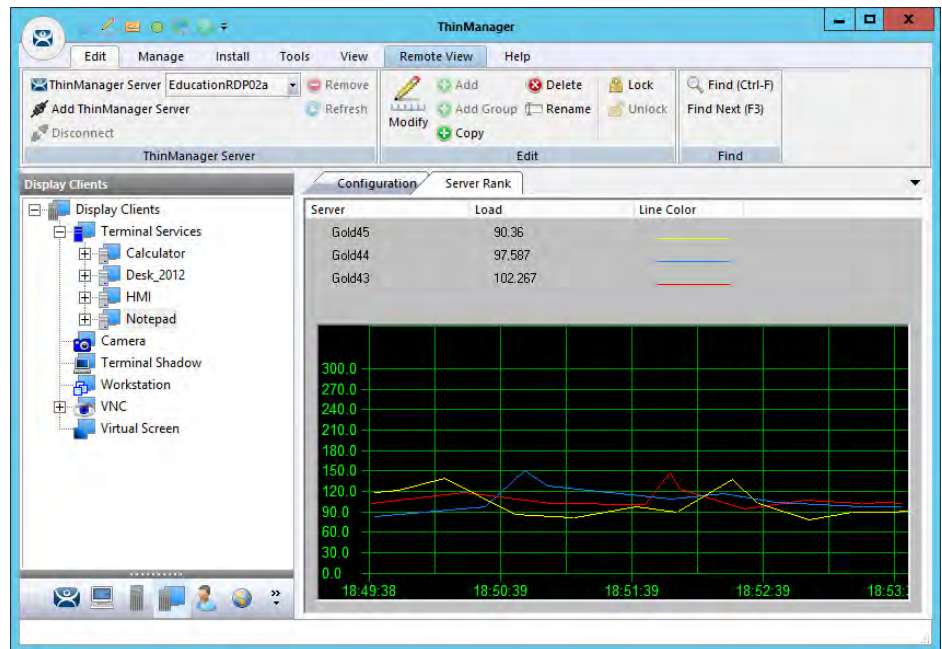 ThinManager
Edit Manage Install Tools View Remote View Help
ThinManager Server EducationRDP02a Remove
Add ThinManager Server Refresh
Disconnect
Modify
Add Delete Lock
Add Group Rename Unlock
Copy
Find (Ctrl-F)
Find Next (F3)
ThinManager Server Edit Find
Display Clients
Display Clients
Terminal Services
Calculator
Desk_2012
HMI
Notepad
Camera
Terminal Shadow
Workstation
VNC
Virtual Screen
Configuration Server Rank
Server Load Line Color
Gold45 90.36
Gold44 97.587
Gold43 102.267
300.0
270.0
240.0
210.0
180.0
150.0
120.0
90.0
60.0
30.0
0.0
18:49:38 18:50:39 18:51:39 18:52:39 18:53: